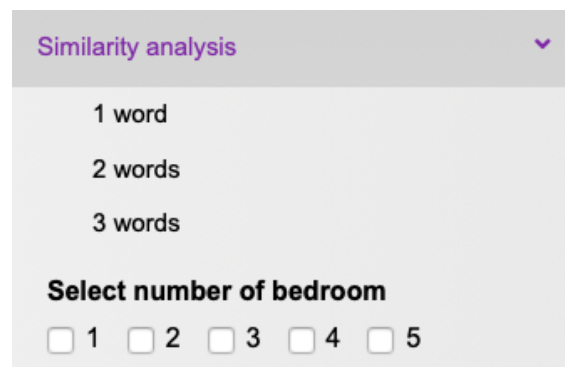 Similarity analysis
1 word
2 words
3 words
Select number of bedroom
1 2 3 4 5